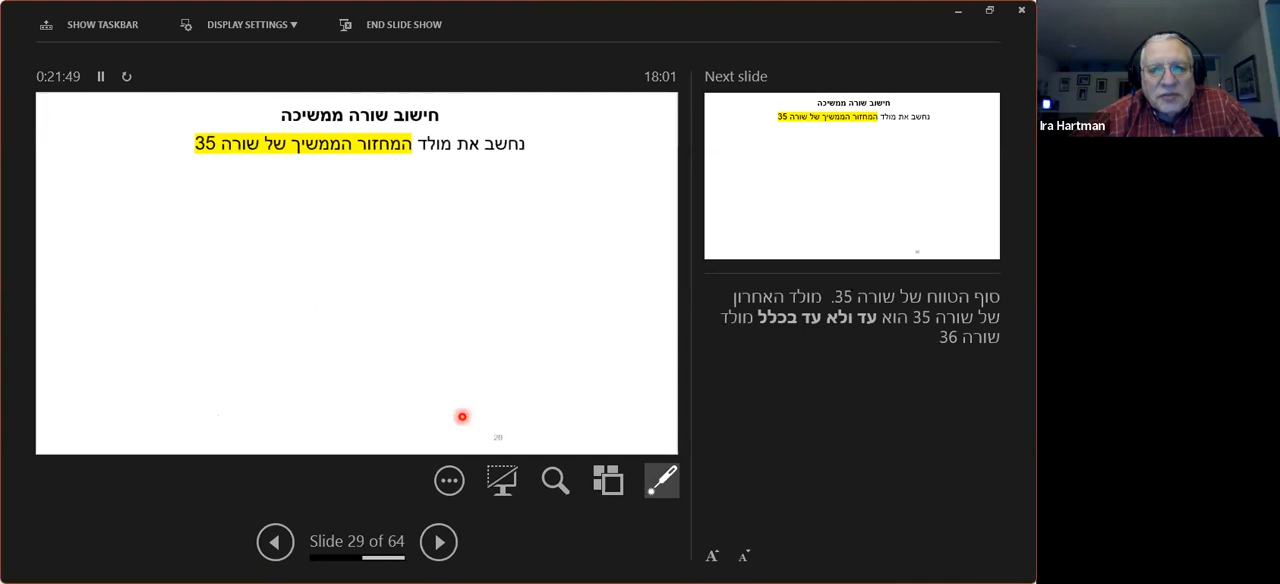 SHOW TASKBAR
DISPLAY SETTINGS ▼
END SLIDE SHOW
0:21:49
18:01
חישוב שורה ממשיכה
נחשב את מולד המחזור הממשיך של שורה 35
Next slide
חישוב שורה ממשיכה
נחשב את מולד המחזור הממשיך של שורה 35
סוף הטווח של שורה 35. מולד האחרון
של שורה 35 הוא עד ולא עד בכלל מולד
שורה 36
Slide 29 of 64
A A
Ira Hartman